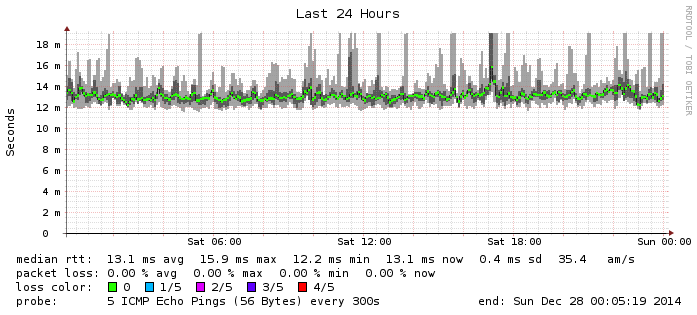 Last 24 Hours
RRDTOOL / TOBI OETIKER
Seconds
18 m
16 m
14 m
12 m
10 m
8 m
6 m
4 m
2 m
0
Sat 06:00 Sat 12:00 Sat 18:00 Sun 00:00
median rtt: 13.1 ms avg 15.9 ms max 12.2 ms min 13.1 ms now 0.4 ms sd 35.4 am/s
packet loss: 0.00 % avg 0.00 % max 0.00 % min 0.00 % now
loss color: 0 1/5 2/5 3/5 4/5
probe: 5 ICMP Echo Pings (56 Bytes) every 300s end: Sun Dec 28 00:05:19 2014